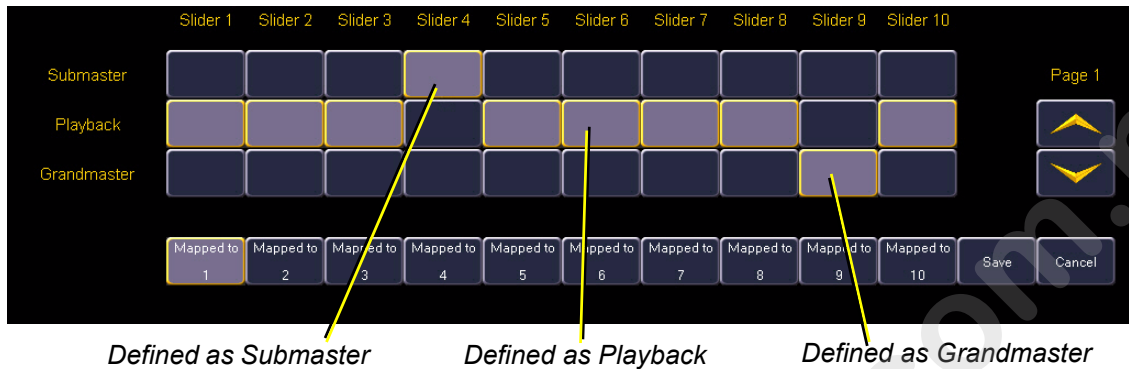 Slider 1 Slider 2 Slider 3 Slider 4 Slider 5 Slider 6 Slider 7 Slider 8 Slider 9 Slider 10
Submaster
Page 1
Playback
Grandmaster
Mapped to Mapped to Mapped to Mapped to Mapped to Mapped to Mapped to Mapped to Mapped to Mapped to
1 2 3 4 5 6 7 8 9 10 Save Cancel
Defined as Submaster Defined as Playback Defined as Grandmaster